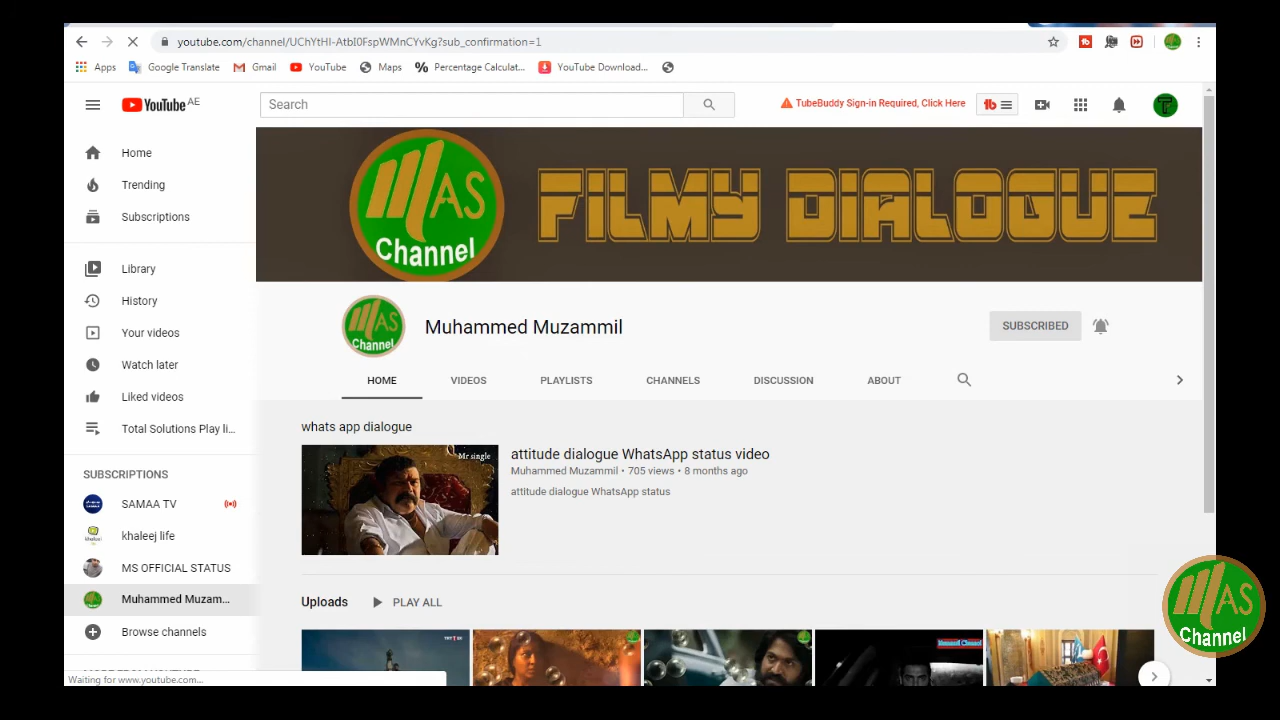 youtube.com/channel/UChYtHI-AtbI0FspWMnCYvKg?sub_confirmation=1
Apps Google Translate Gmail YouTube Maps Percentage Calculat... YouTube Download...
YouTube AE
Search
TubeBuddy Sign-in Required, Click Here
tb
Home
Trending
Subscriptions
Library
History
Your videos
Watch later
Liked videos
Total Solutions Play li...
SUBSCRIPTIONS
SAMAA TV
khaleej life
MS OFFICIAL STATUS
Muhammed Muzam...
Browse channels
MAS
Channel
FILMY DIALOGUE
MAS
Channel
Muhammed Muzammil
SUBSCRIBED
HOME VIDEOS PLAYLISTS CHANNELS DISCUSSION ABOUT
whats app dialogue
Mr single
attitude dialogue WhatsApp status video
Muhammed Muzammil • 705 views • 8 months ago
attitude dialogue WhatsApp status
Uploads PLAY ALL
MAS
Channel
Waiting for www.youtube.com...